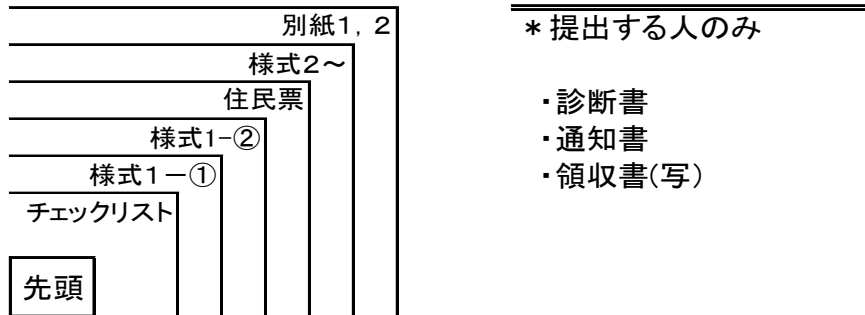 別紙1，2
様式2～
住民票
様式1-②
様式1－①
チェックリスト
先頭
＊提出する人のみ
・診断書
・通知書
・領収書(写)